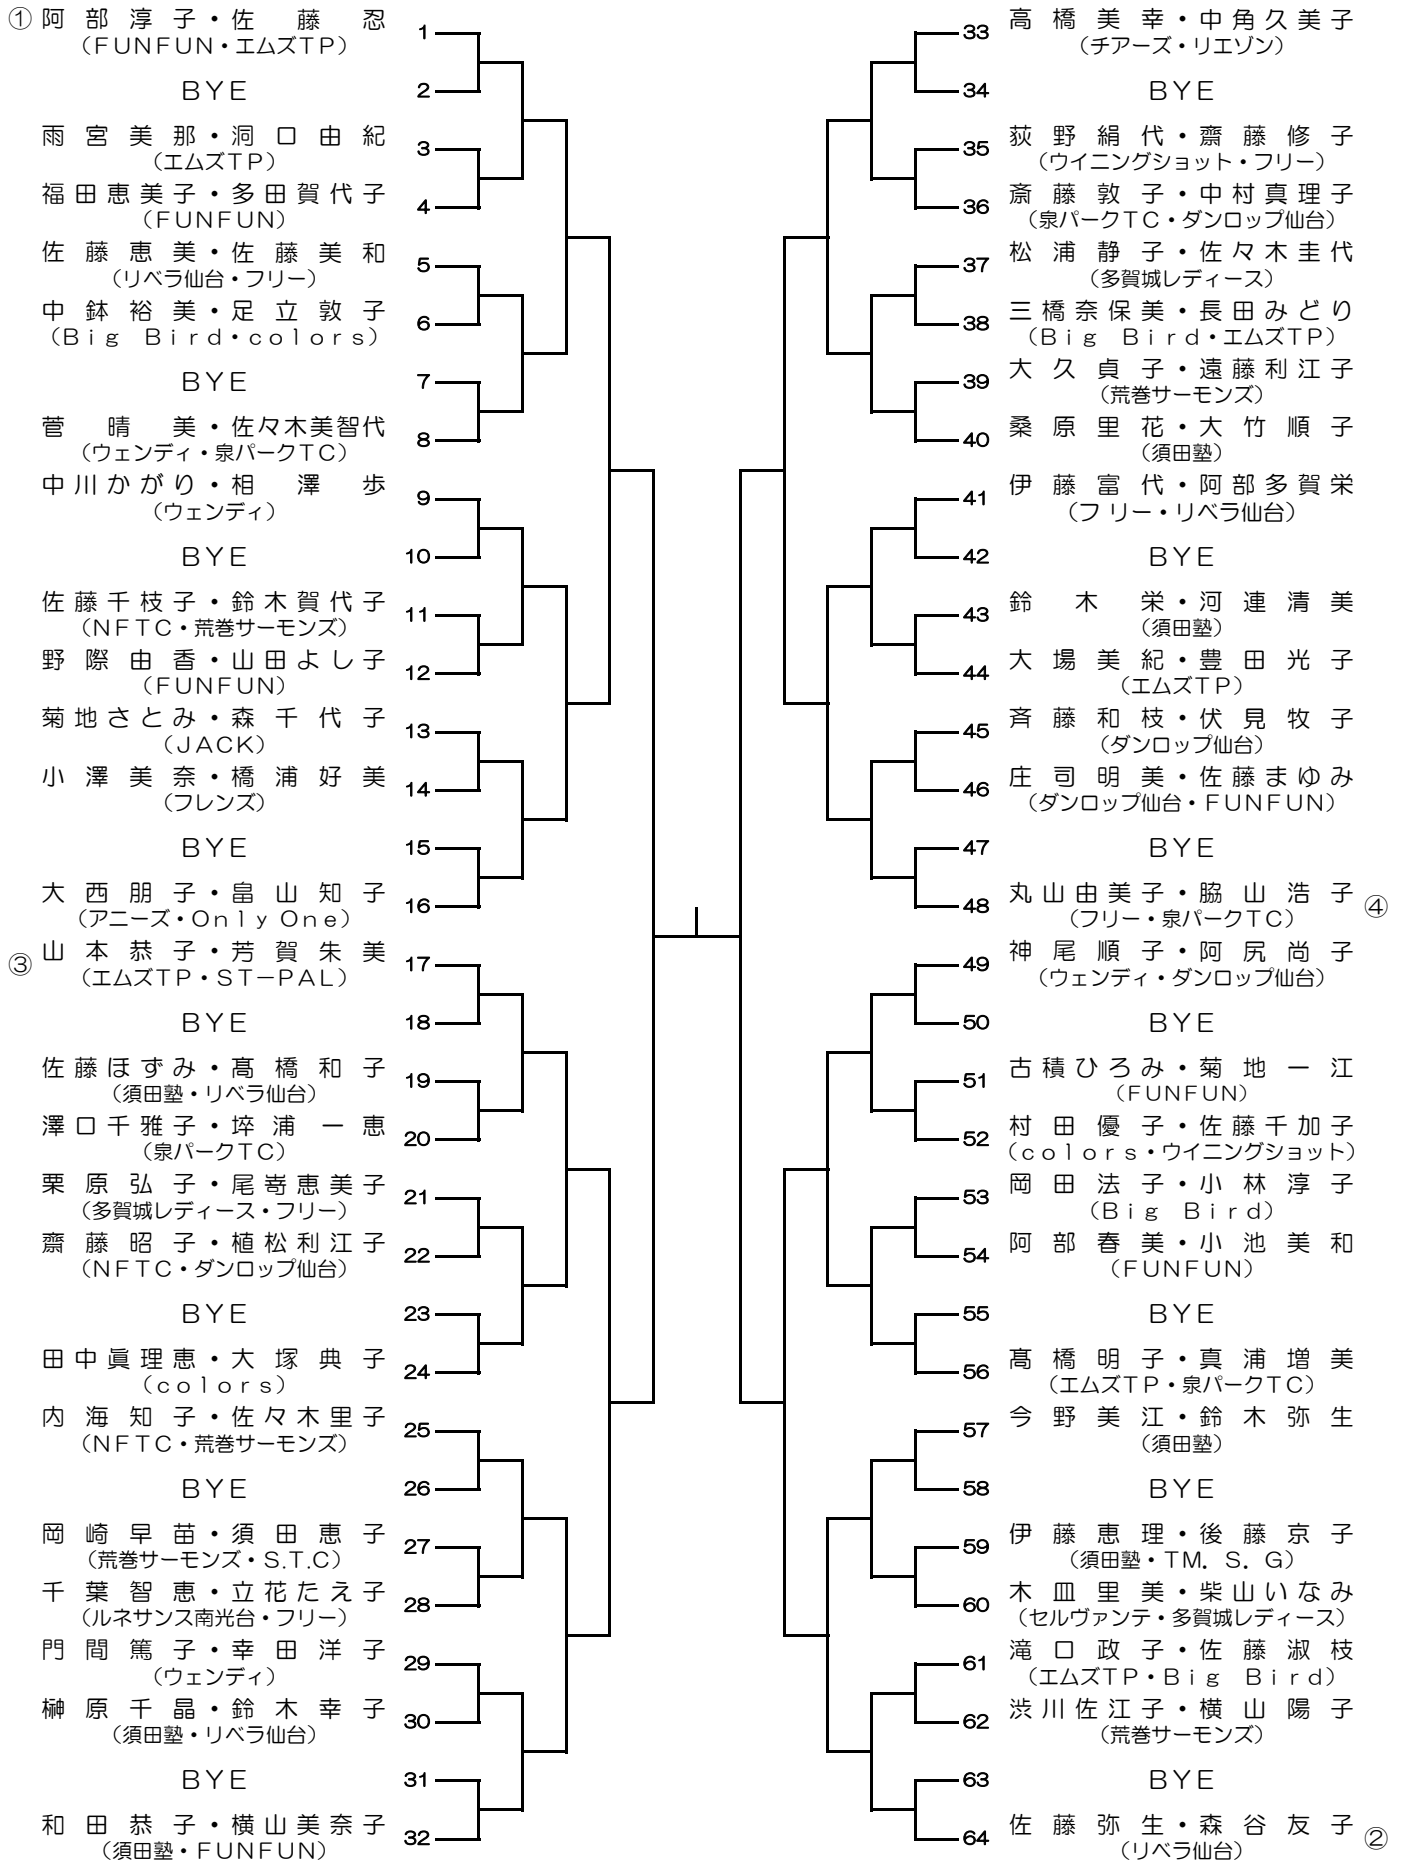 ① 阿部淳子・佐藤忍 1
(FUNFUN・エムズTP)
BYE 2
雨宮美那・洞口由紀 3
(エムズTP)
福田恵美子・多田賀代子 4
(FUNFUN)
佐藤恵美・佐藤美和 5
(リベラ仙台・フリー)
中鉢裕美・足立敦子 6
(Big Bird・colors)
BYE 7
菅晴美・佐々木美智代 8
(ウェンディ・泉パークTC)
中川かがり・相澤歩 9
(ウェンディ)
BYE 10
佐藤千枝子・鈴木賀代子 11
(NFTC・荒巻サーモンズ)
野際由香・山田よし子 12
(FUNFUN)
菊地さとみ・森千代子 13
(JACK)
小澤美奈・橋浦好美 14
(フレンズ)
BYE 15
大西朋子・畠山知子 16
(アニーズ・Only One)
③ 山本恭子・芳賀朱美 17
(エムズTP・ST－PAL)
BYE 18
佐藤ほずみ・髙橋和子 19
(須田塾・リベラ仙台)
澤口千雅子・埣浦一恵 20
(泉パークTC)
栗原弘子・尾嵜恵美子 21
(多賀城レディース・フリー)
齋藤昭子・植松利江子 22
(NFTC・ダンロップ仙台)
BYE 23
田中眞理恵・大塚典子 24
(colors)
内海知子・佐々木里子 25
(NFTC・荒巻サーモンズ)
BYE 26
岡崎早苗・須田恵子 27
(荒巻サーモンズ・S.T.C)
千葉智恵・立花たえ子 28
(ルネサンス南光台・フリー)
門間篤子・幸田洋子 29
(ウェンディ)
榊原千晶・鈴木幸子 30
(須田塾・リベラ仙台)
BYE 31
和田恭子・横山美奈子 32
(須田塾・FUNFUN)
33 高橋美幸・中角久美子
(チアーズ・リエゾン)
34 BYE
35 荻野絹代・齋藤修子
(ウイニングショット・フリー)
36 斎藤敦子・中村真理子
(泉パークTC・ダンロップ仙台)
37 松浦静子・佐々木圭代
(多賀城レディース)
38 三橋奈保美・長田みどり
(Big Bird・エムズTP)
39 大久貞子・遠藤利江子
(荒巻サーモンズ)
40 桑原里花・大竹順子
(須田塾)
41 伊藤富代・阿部多賀栄
(フリー・リベラ仙台)
42 BYE
43 鈴木栄・河連清美
(須田塾)
44 大場美紀・豊田光子
(エムズTP)
45 斉藤和枝・伏見牧子
(ダンロップ仙台)
46 庄司明美・佐藤まゆみ
(ダンロップ仙台・FUNFUN)
47 BYE
48 丸山由美子・脇山浩子 ④
(フリー・泉パークTC)
49 神尾順子・阿尻尚子
(ウェンディ・ダンロップ仙台)
50 BYE
51 古積ひろみ・菊地一江
(FUNFUN)
52 村田優子・佐藤千加子
(colors・ウイニングショット)
53 岡田法子・小林淳子
(Big Bird)
54 阿部春美・小池美和
(FUNFUN)
55 BYE
56 髙橋明子・真浦増美
(エムズTP・泉パークTC)
57 今野美江・鈴木弥生
(須田塾)
58 BYE
59 伊藤恵理・後藤京子
(須田塾・TM．S．G)
60 木皿里美・柴山いなみ
(セルヴァンテ・多賀城レディース)
61 滝口政子・佐藤淑枝
(エムズTP・Big Bird)
62 渋川佐江子・横山陽子
(荒巻サーモンズ)
63 BYE
64 佐藤弥生・森谷友子 ②
(リベラ仙台)